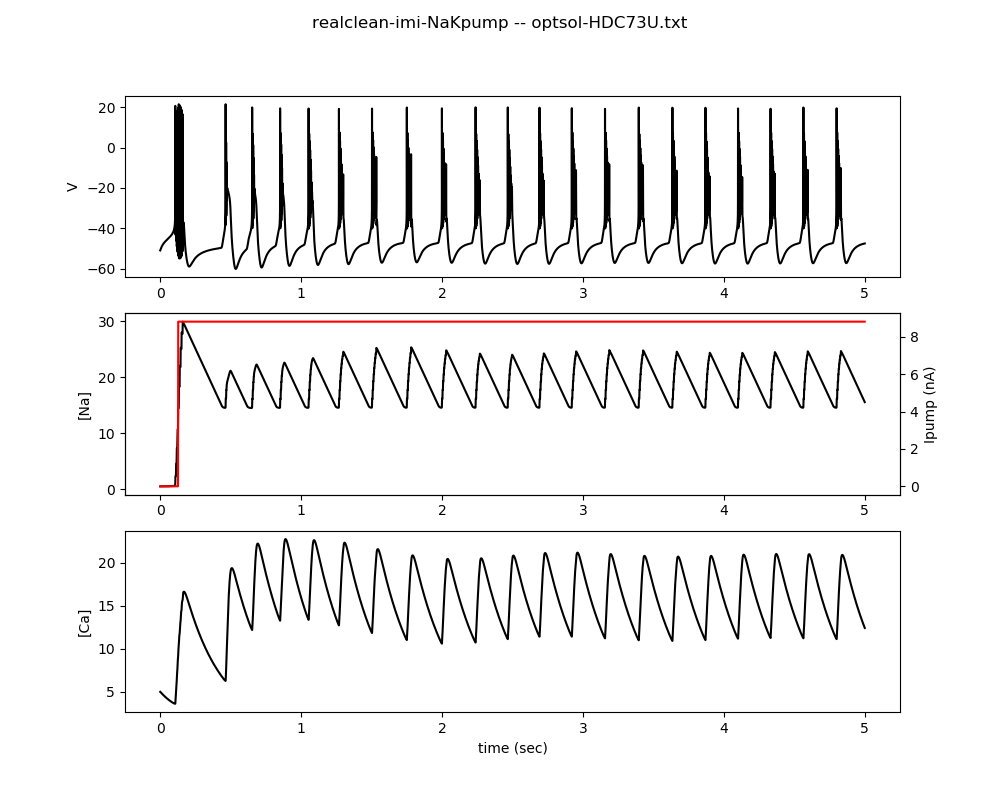 realclean-imi-NaKpump -- optsol-HDC73U.txt
20
0
−20
−40
−60
V
0 1 2 3 4 5
30
20
10
0
[Na]
8
6
4
2
0
Ipump (nA)
0 1 2 3 4 5
20
15
10
5
[Ca]
0 1 2 3 4 5
time (sec)